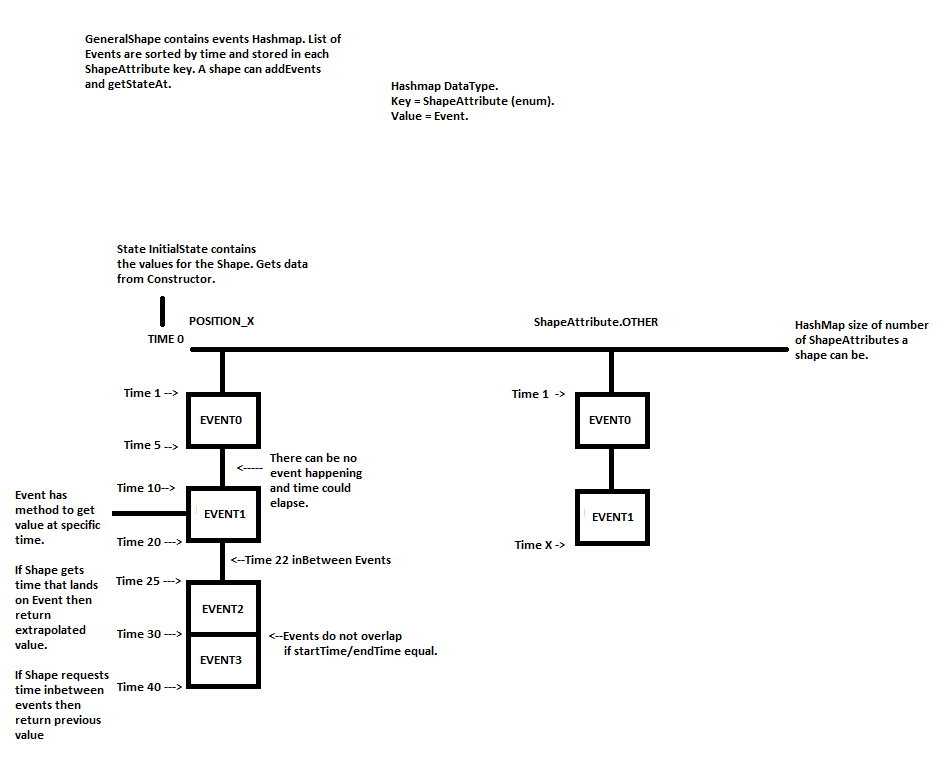 GeneralShape contains events Hashmap. List of
Events are sorted by time and stored in each
ShapeAttribute key. A shape can addEvents
and getStateAt.
Hashmap DataType.
Key = ShapeAttribute (enum).
Value = Event.
State InitialState contains
the values for the Shape. Gets data
from Constructor.
POSITION_X
ShapeAttribute.OTHER
TIME 0
HashMap size of number
of ShapeAttributes a
shape can be.
Time 1 -->
EVENT0
Time 5 -->
Time 1 ->
EVENT0
<----- There can be no
event happening
and time could
elapse.
Time 10-->
Event has
method to get
value at specific
time.
EVENT1
EVENT1
Time 20 --->
Time X ->
<--Time 22 inBetween Events
If Shape gets
time that lands
on Event then
return
extrapolated
value.
Time 25 --->
EVENT2
Time 30 --->
<--Events do not overlap
if startTime/endTime equal.
EVENT3
If Shape requests
time inbetween
events then
return previous
value
Time 40 --->